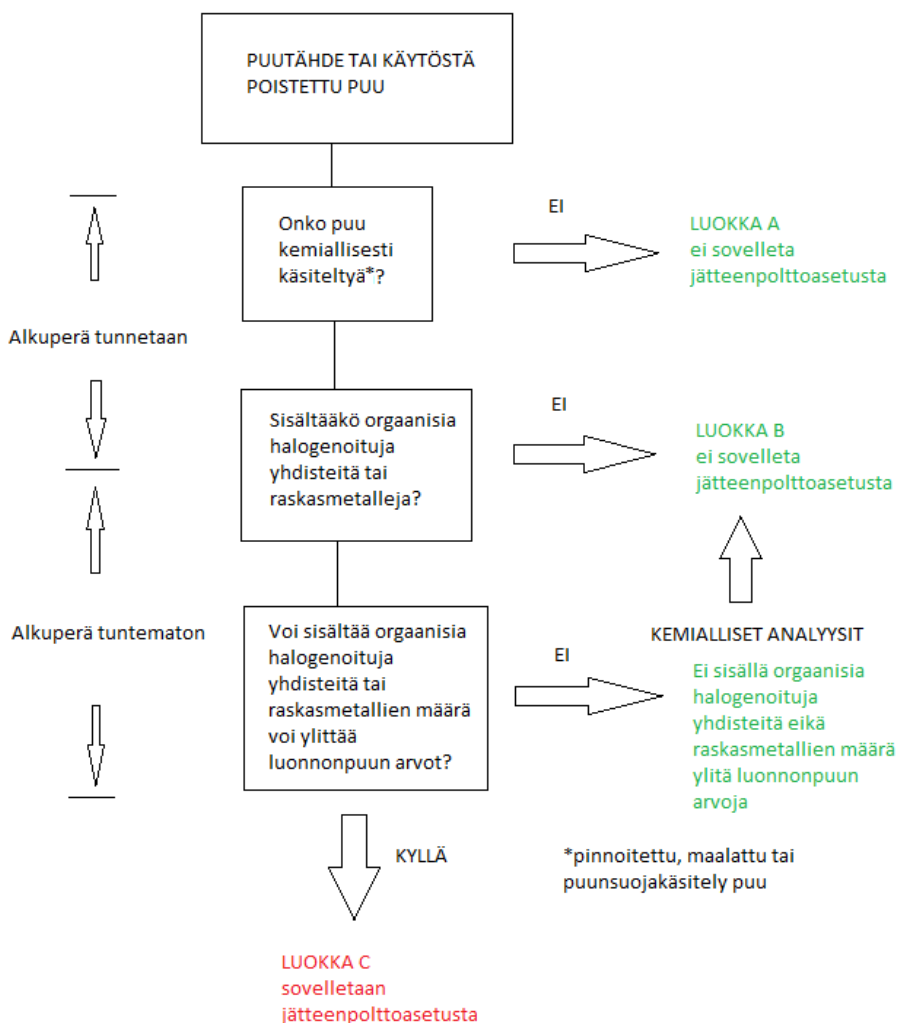 PUUTÄHDE TAI KÄYTÖSTÄ
POISTETTU PUU
Onko puu
kemiallisesti
käsiteltyä*?
EI
LUOKKA A
ei sovelleta
jätteenpolttoasetusta
Alkuperä tunnetaan
Sisältääkö orgaanisia
halogenoituja
yhdisteitä tai
raskasmetalleja?
EI
LUOKKA B
ei sovelleta
jätteenpolttoasetusta
Alkuperä tuntematon
Voi sisältää orgaanisia
halogenoituja
yhdisteitä tai
raskasmetallien määrä
voi ylittää
luonnonpuun arvot?
EI
KEMIALLISET ANALYYSIT
Ei sisällä orgaanisia
halogenoituja
yhdisteitä eikä
raskasmetallien määrä
ylitä luonnonpuun
arvoja
KYLLÄ
*pinnoitettu, maalattu tai
puunsuojakäsitely puu
LUOKKA C
sovelletaan
jätteenpolttoasetusta